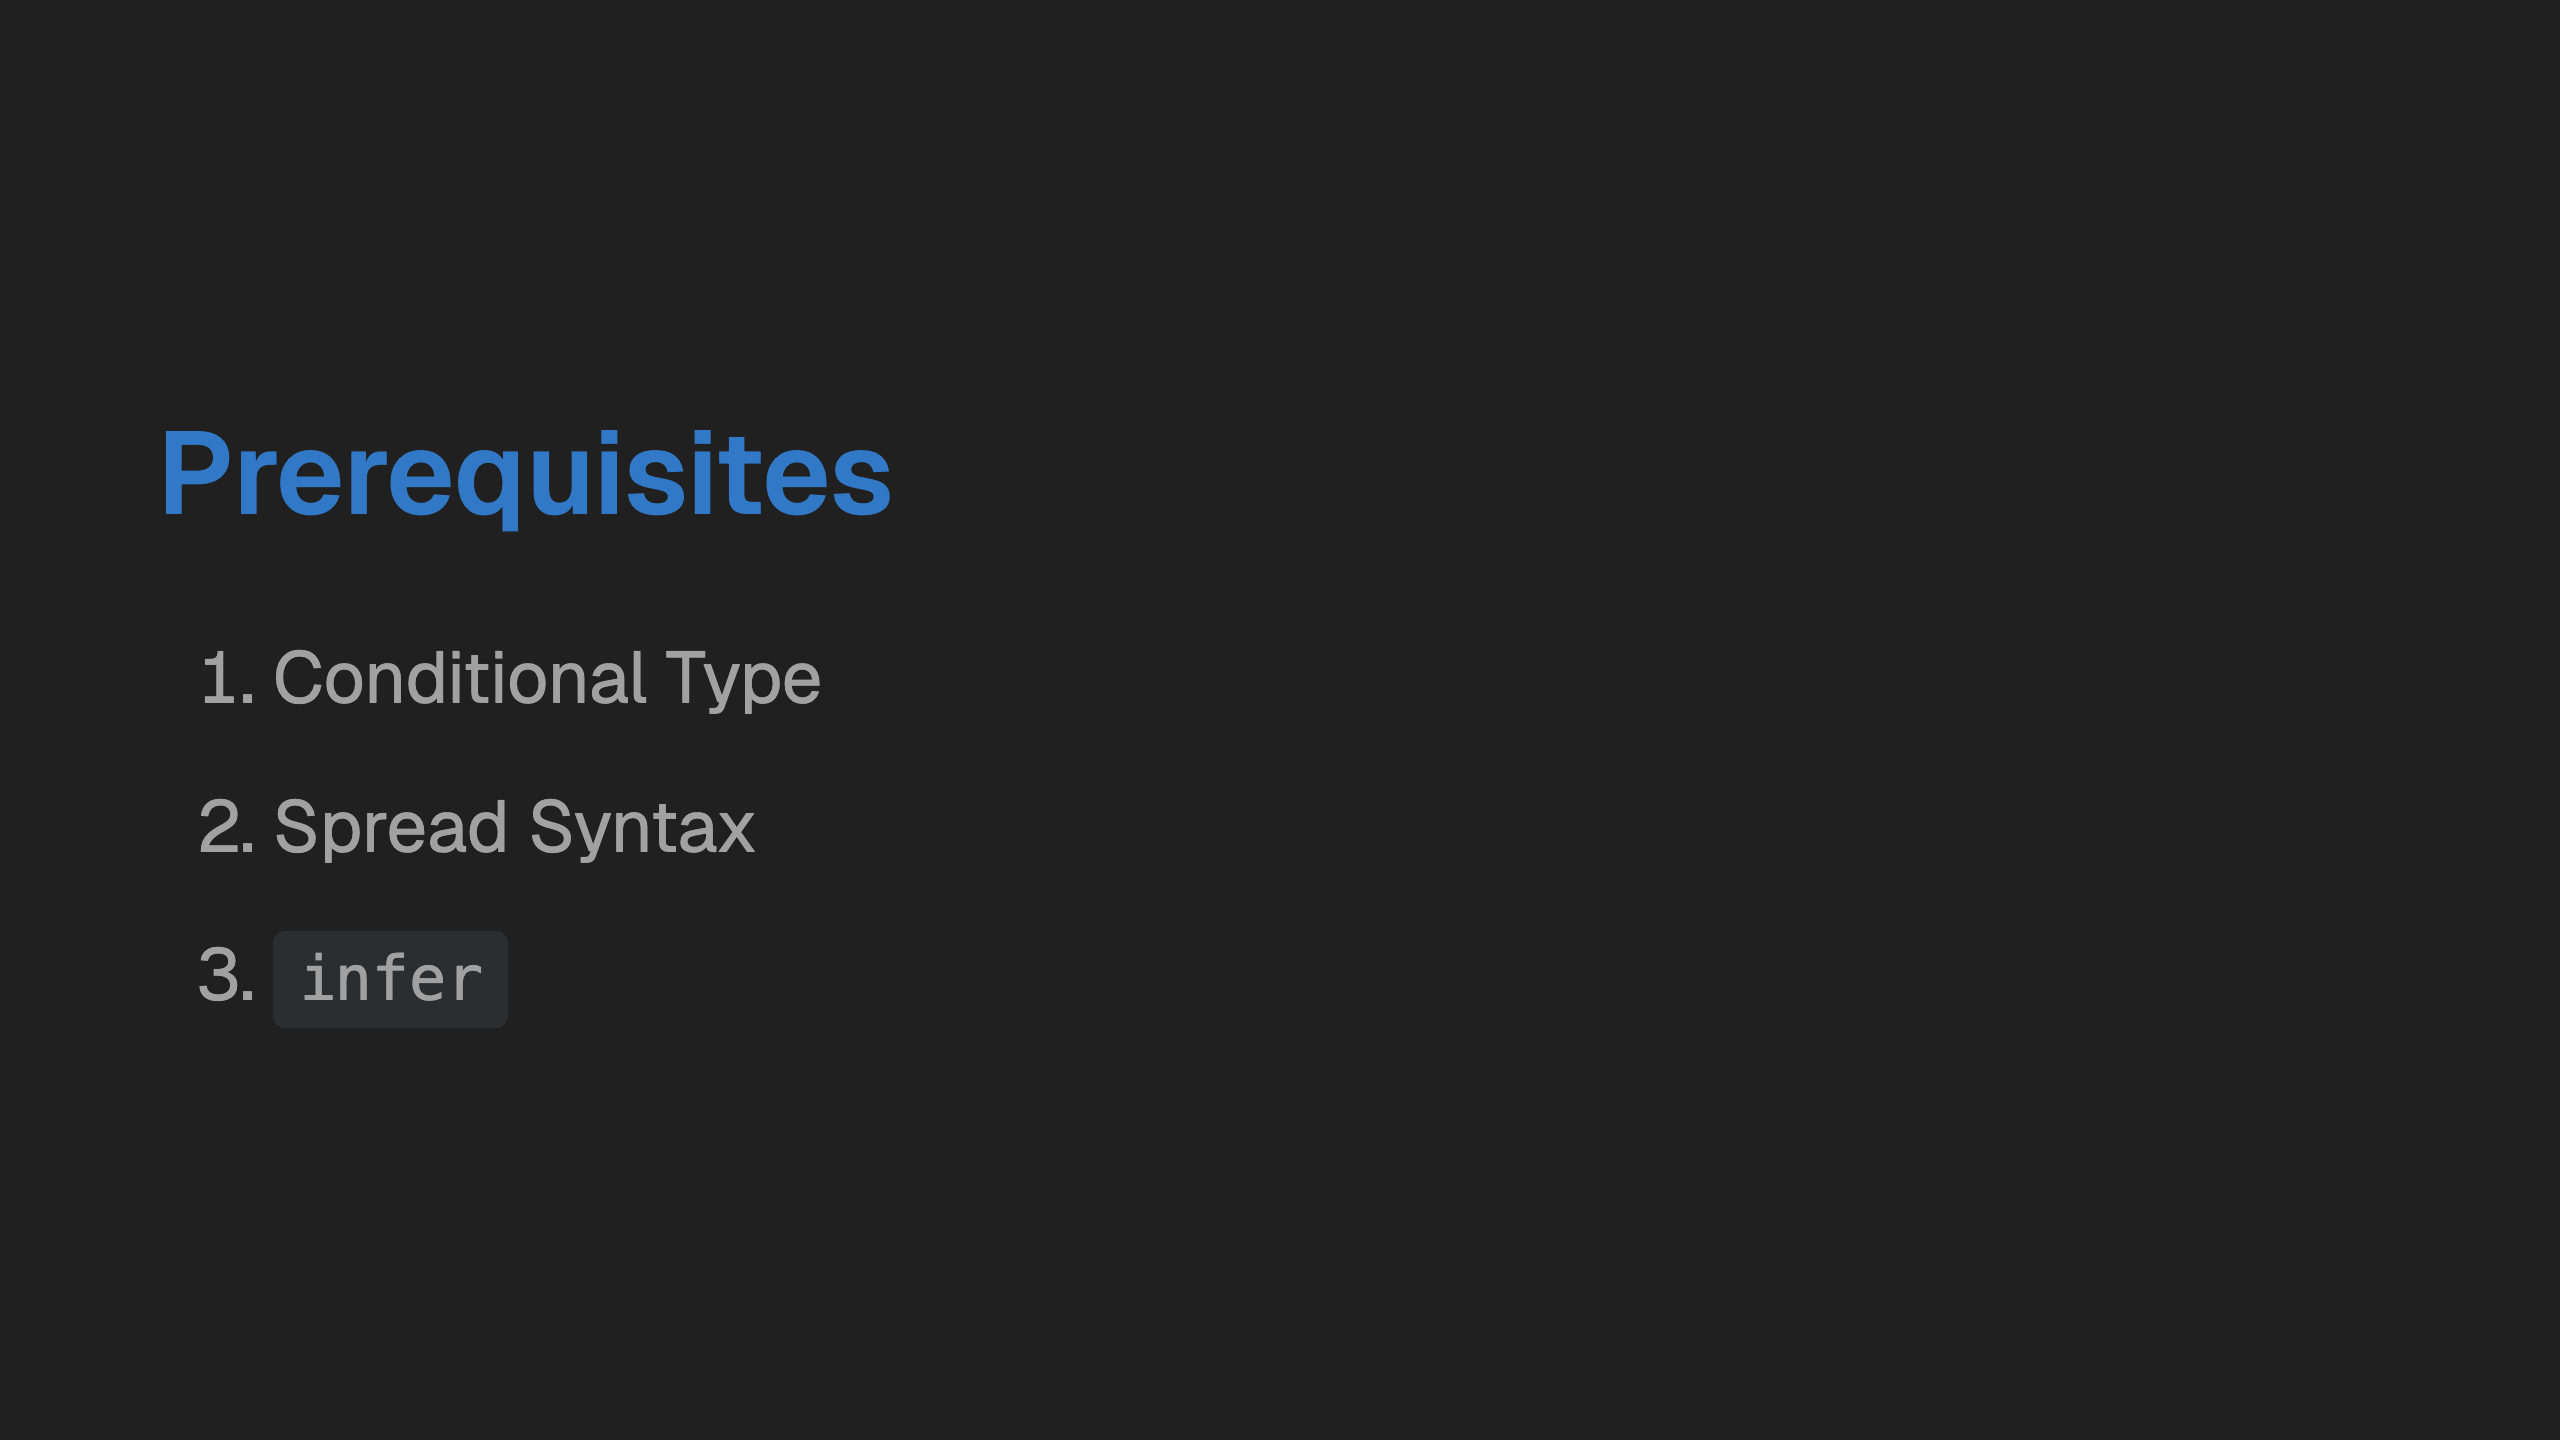 Prerequisites
1. Conditional Type
2. Spread Syntax
3. infer